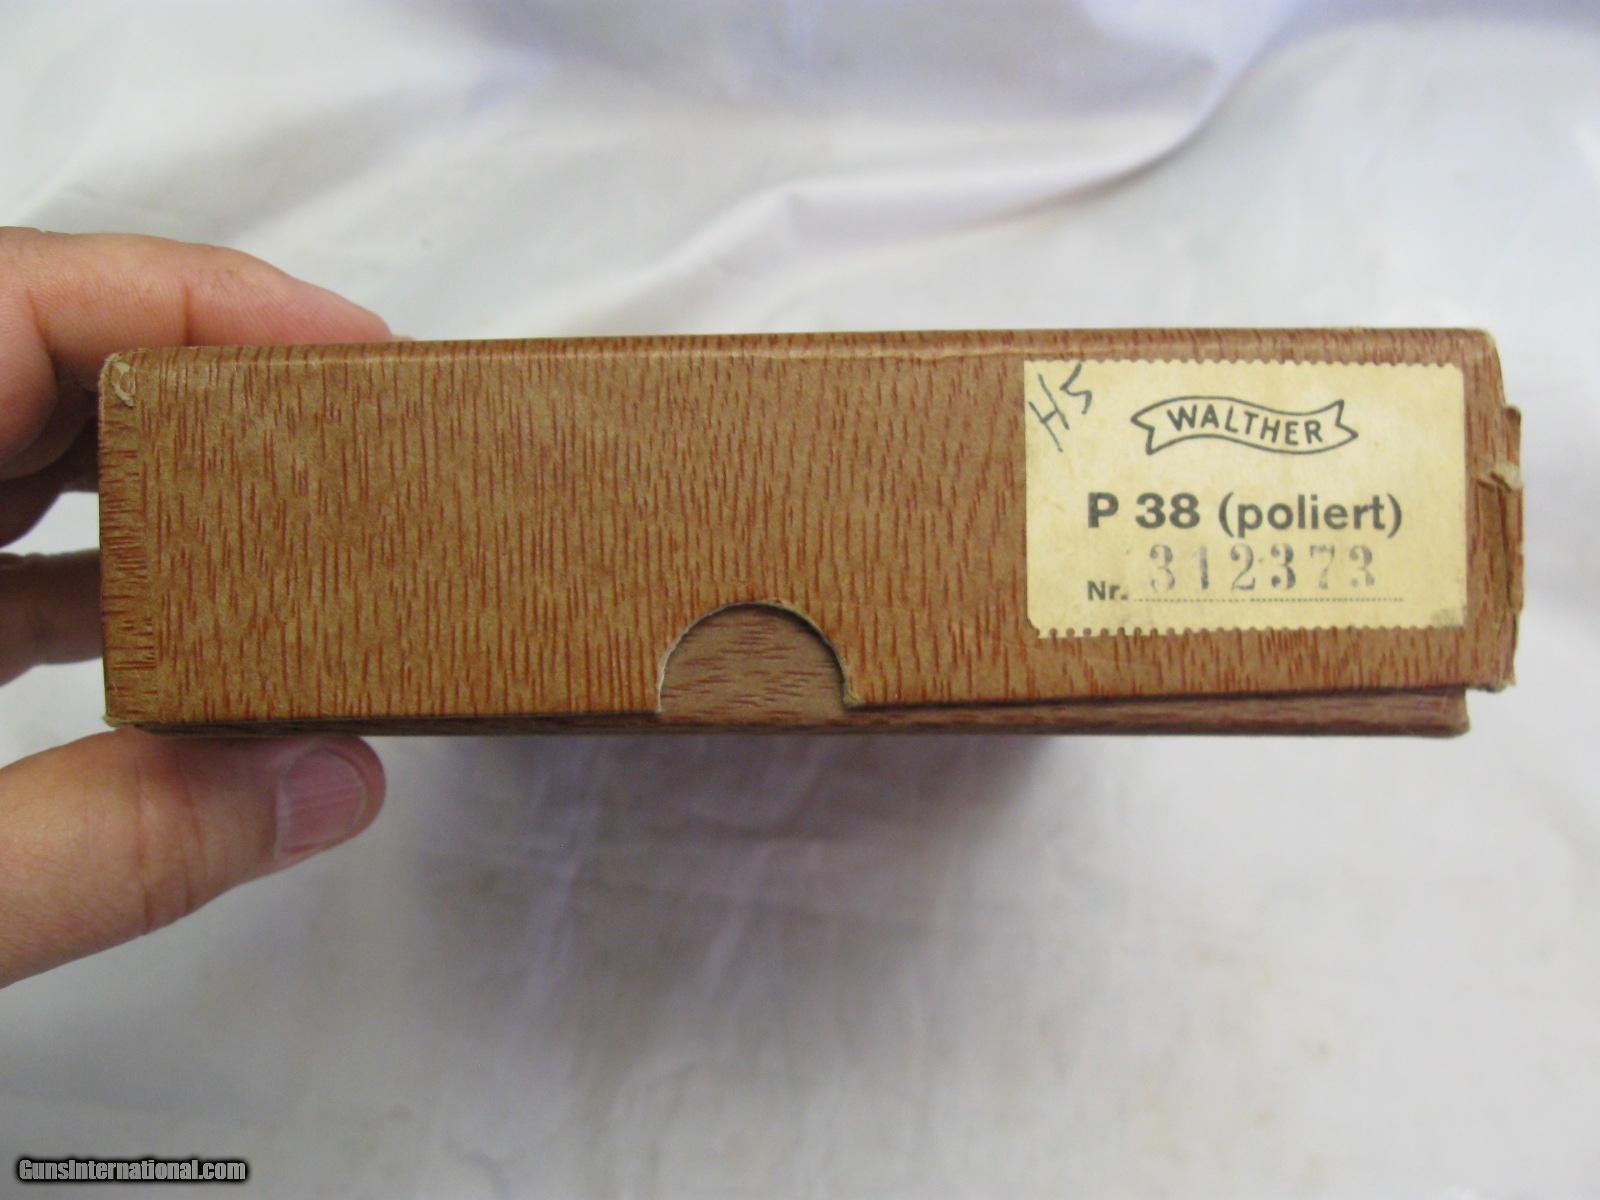 HS
WALTHER
P 38 (poliert)
Nr. 312373
GunsInternational.com